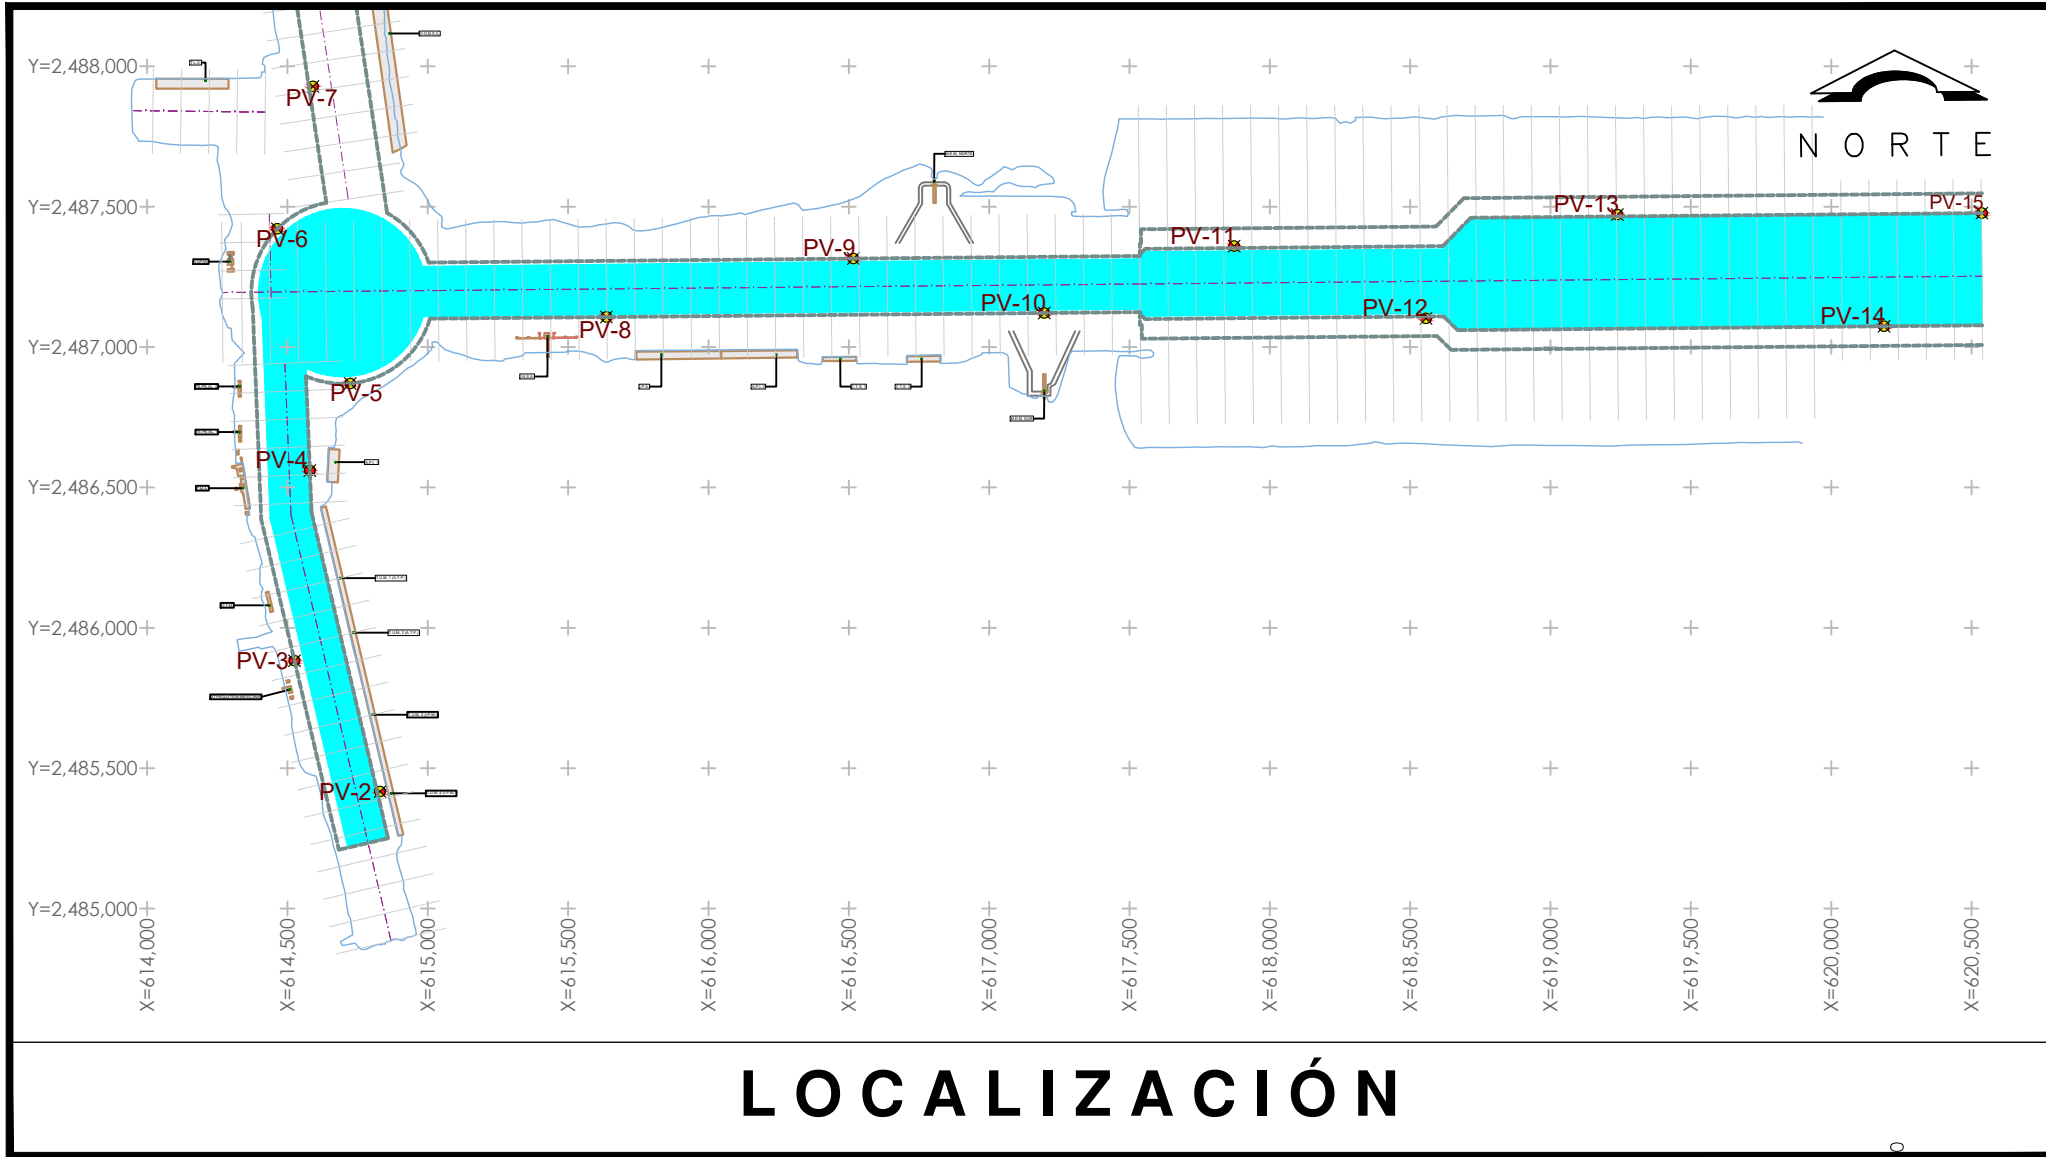 Y=2,488,000
PV-7
NORTE
Y=2,487,500
PV-13
PV-15
PV-6
PV-11
PV-9
PV-10
PV-12
PV-14
PV-8
Y=2,487,000
PV-5
PV-4
Y=2,486,500
Y=2,486,000
PV-3
Y=2,485,500
PV-2
Y=2,485,000
X=614,000
X=614,500
X=615,000
X=615,500
X=616,000
X=616,500
X=617,000
X=617,500
X=618,000
X=618,500
X=619,000
X=619,500
X=620,000
X=620,500
LOCALIZACIÓN